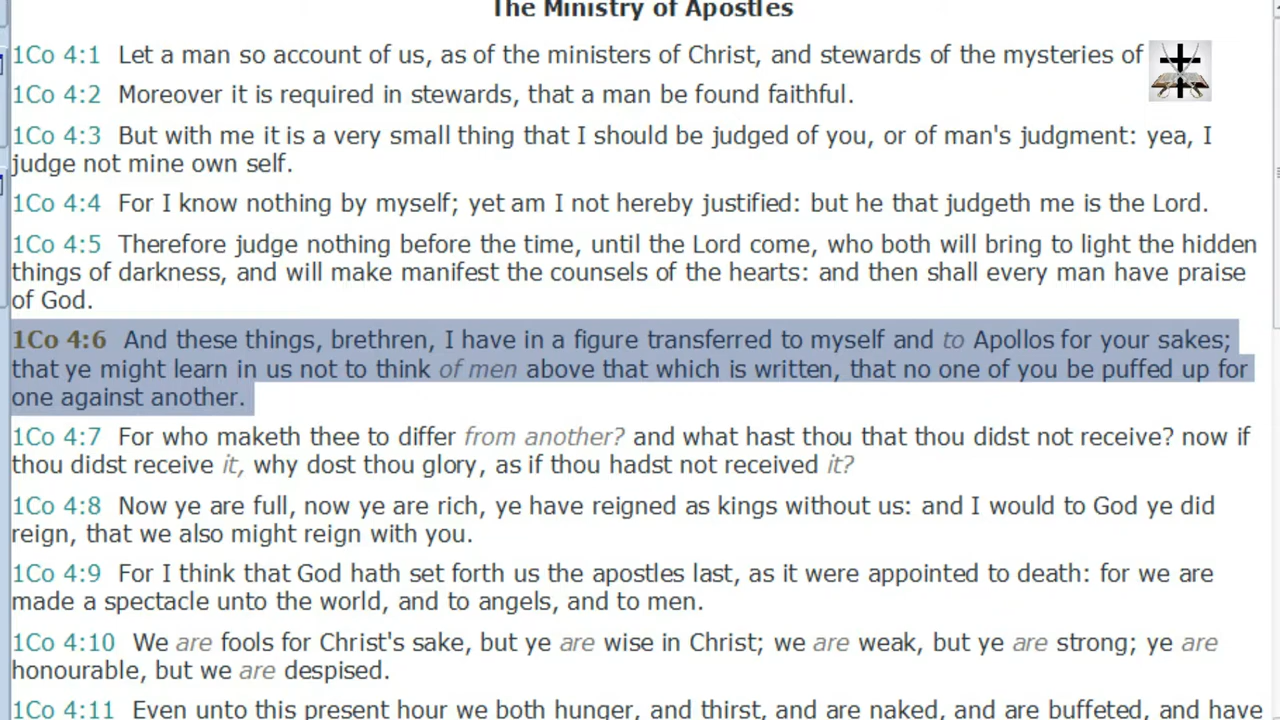 The Ministry of Apostles
1Co 4:1 Let a man so account of us, as of the ministers of Christ, and stewards of the mysteries of
1Co 4:2 Moreover it is required in stewards, that a man be found faithful.
1Co 4:3 But with me it is a very small thing that I should be judged of you, or of man's judgment: yea, I
judge not mine own self.
1Co 4:4 For I know nothing by myself; yet am I not hereby justified: but he that judgeth me is the Lord.
1Co 4:5 Therefore judge nothing before the time, until the Lord come, who both will bring to light the hidden
things of darkness, and will make manifest the counsels of the hearts: and then shall every man have praise
of God.
1Co 4:6 And these things, brethren, I have in a figure transferred to myself and to Apollos for your sakes;
that ye might learn in us not to think of men above that which is written, that no one of you be puffed up for
one against another.
1Co 4:7 For who maketh thee to differ from another? and what hast thou that thou didst not receive? now if
thou didst receive it, why dost thou glory, as if thou hadst not received it?
1Co 4:8 Now ye are full, now ye are rich, ye have reigned as kings without us: and I would to God ye did
reign, that we also might reign with you.
1Co 4:9 For I think that God hath set forth us the apostles last, as it were appointed to death: for we are
made a spectacle unto the world, and to angels, and to men.
1Co 4:10 We are fools for Christ's sake, but ye are wise in Christ; we are weak, but ye are strong; ye are
honourable, but we are despised.
1Co 4:11 Even unto this present hour we both hunger, and thirst, and are naked, and are buffeted, and have